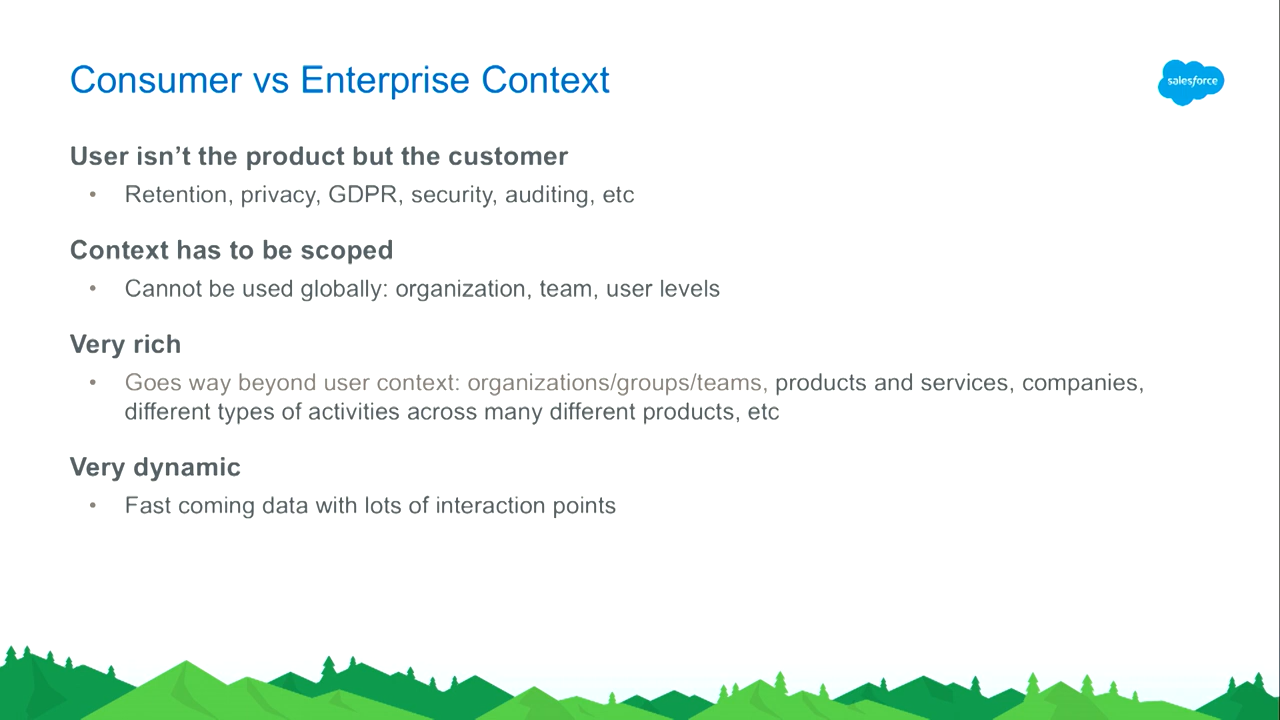 Consumer vs Enterprise Context
salesforce
User isn’t the product but the customer
• Retention, privacy, GDPR, security, auditing, etc
Context has to be scoped
• Cannot be used globally: organization, team, user levels
Very rich
• Goes way beyond user context: organizations/groups/teams, products and services, companies,
different types of activities across many different products, etc
Very dynamic
• Fast coming data with lots of interaction points